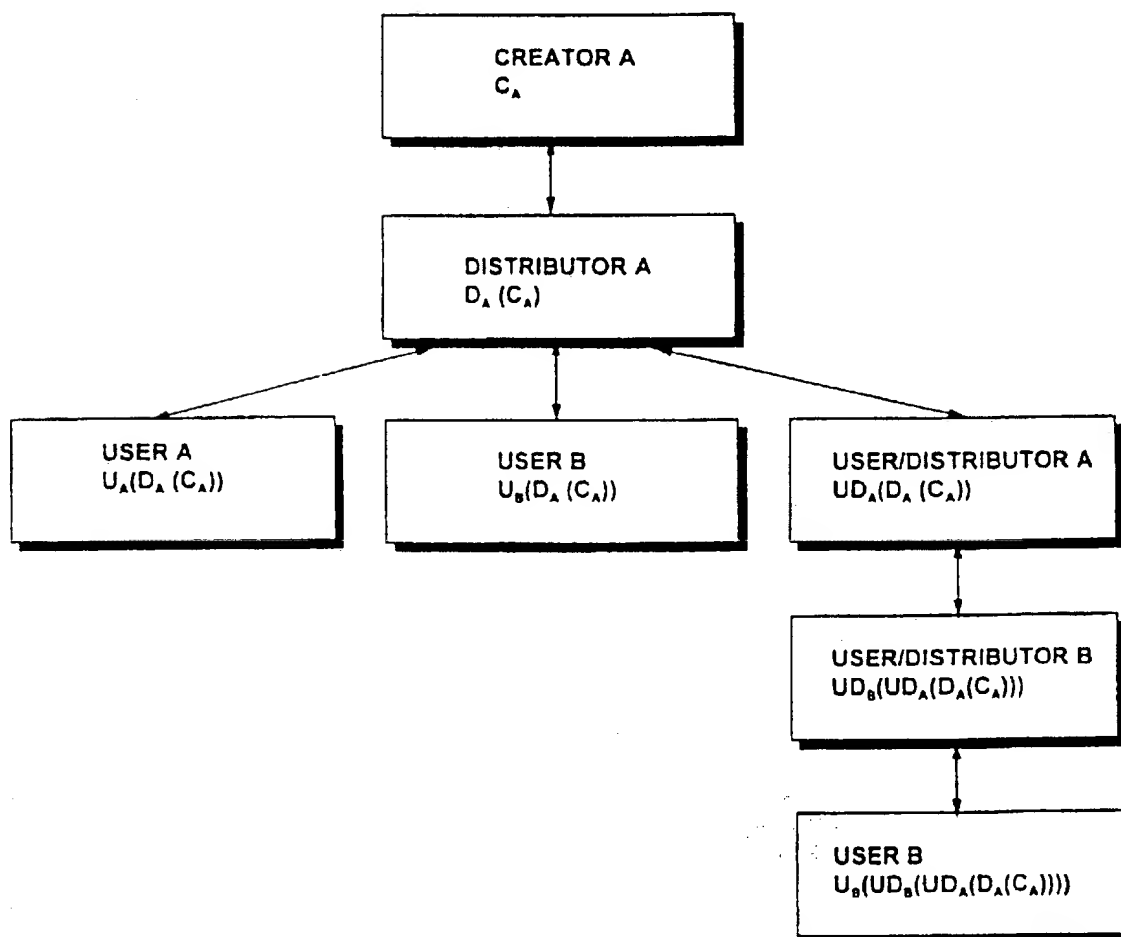 CREATOR A
C_A
DISTRIBUTOR A
D_A (C_A)
USER A
U_A(D_A (C_A))
USER B
U_B(D_A (C_A))
USER/DISTRIBUTOR A
UD_A(D_A (C_A))
USER/DISTRIBUTOR B
UD_B(UD_A(D_A(C_A)))
USER B
U_B(UD_B(UD_A(D_A(C_A))))